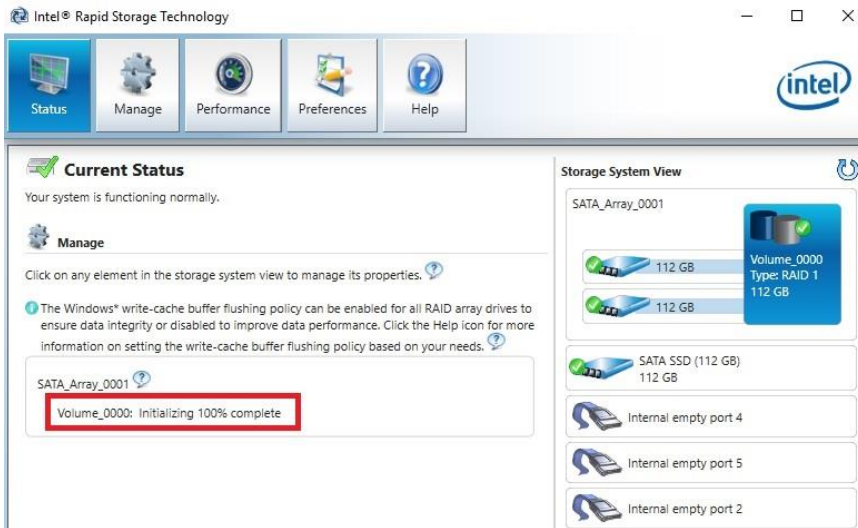 Intel® Rapid Storage Technology
Status
Manage
Performance
Preferences
Help
intel
Current Status
Your system is functioning normally.
Manage
Click on any element in the storage system view to manage its properties.
The Windows* write-cache buffer flushing policy can be enabled for all RAID array drives to
ensure data integrity or disabled to improve data performance. Click the Help icon for more
information on setting the write-cache buffer flushing policy based on your needs.
SATA_Array_0001
Volume_0000: Initializing 100% complete
Storage System View
SATA_Array_0001
112 GB
112 GB
Volume_0000
Type: RAID 1
112 GB
SATA SSD (112 GB)
112 GB
Internal empty port 4
Internal empty port 5
Internal empty port 2